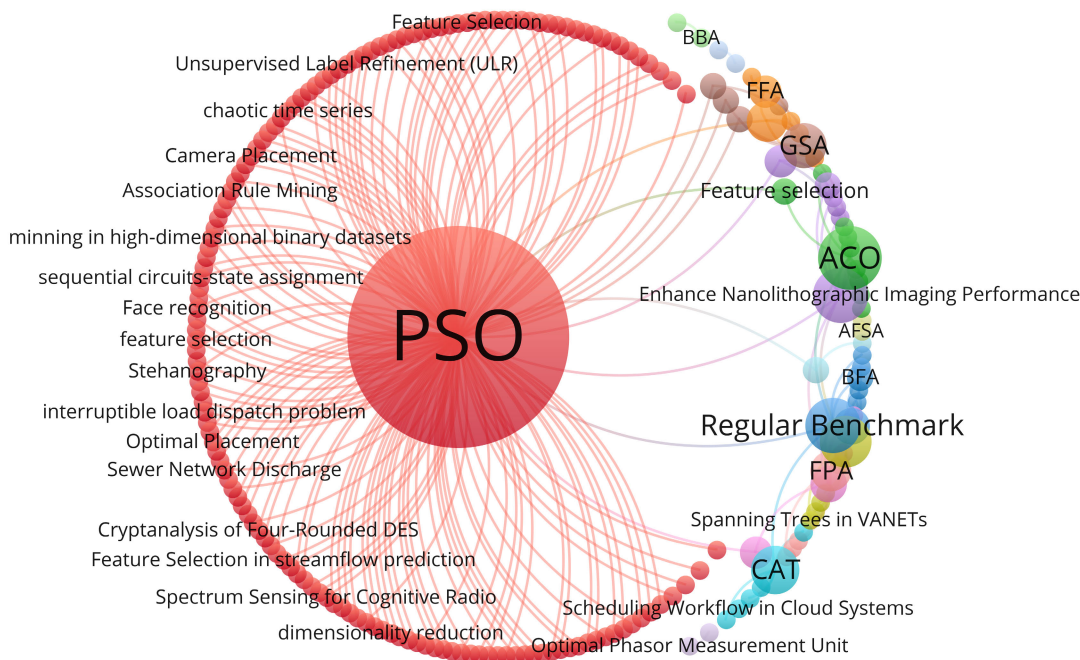 Feature Selecion
BBA
Unsupervised Label Refinement (ULR)
FFA
chaotic time series
GSA
Camera Placement
Association Rule Mining
Feature selection
minning in high-dimensional binary datasets
ACO
sequential circuits-state assignment
Enhance Nanolithographic Imaging Performance
Face recognition
AFSA
PSO
feature selection
Stehanography
BFA
interruptible load dispatch problem
Regular Benchmark
Optimal Placement
Sewer Network Discharge
FPA
Spanning Trees in VANETs
Cryptanalysis of Four-Rounded DES
Feature Selection in streamflow prediction
CAT
Spectrum Sensing for Cognitive Radio
Scheduling Workflow in Cloud Systems
dimensionality reduction
Optimal Phasor Measurement Unit